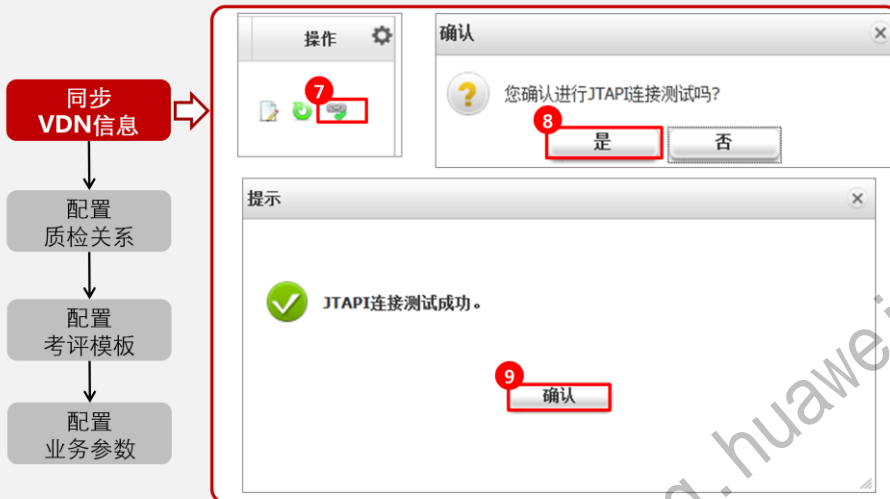 同步
VDN信息
配置
质检关系
配置
考评模板
配置
业务参数
操作
7
确认
您确认进行JTAPI连接测试吗?
8
是
否
提示
JTAPI连接测试成功。
9
确认
g.huawei